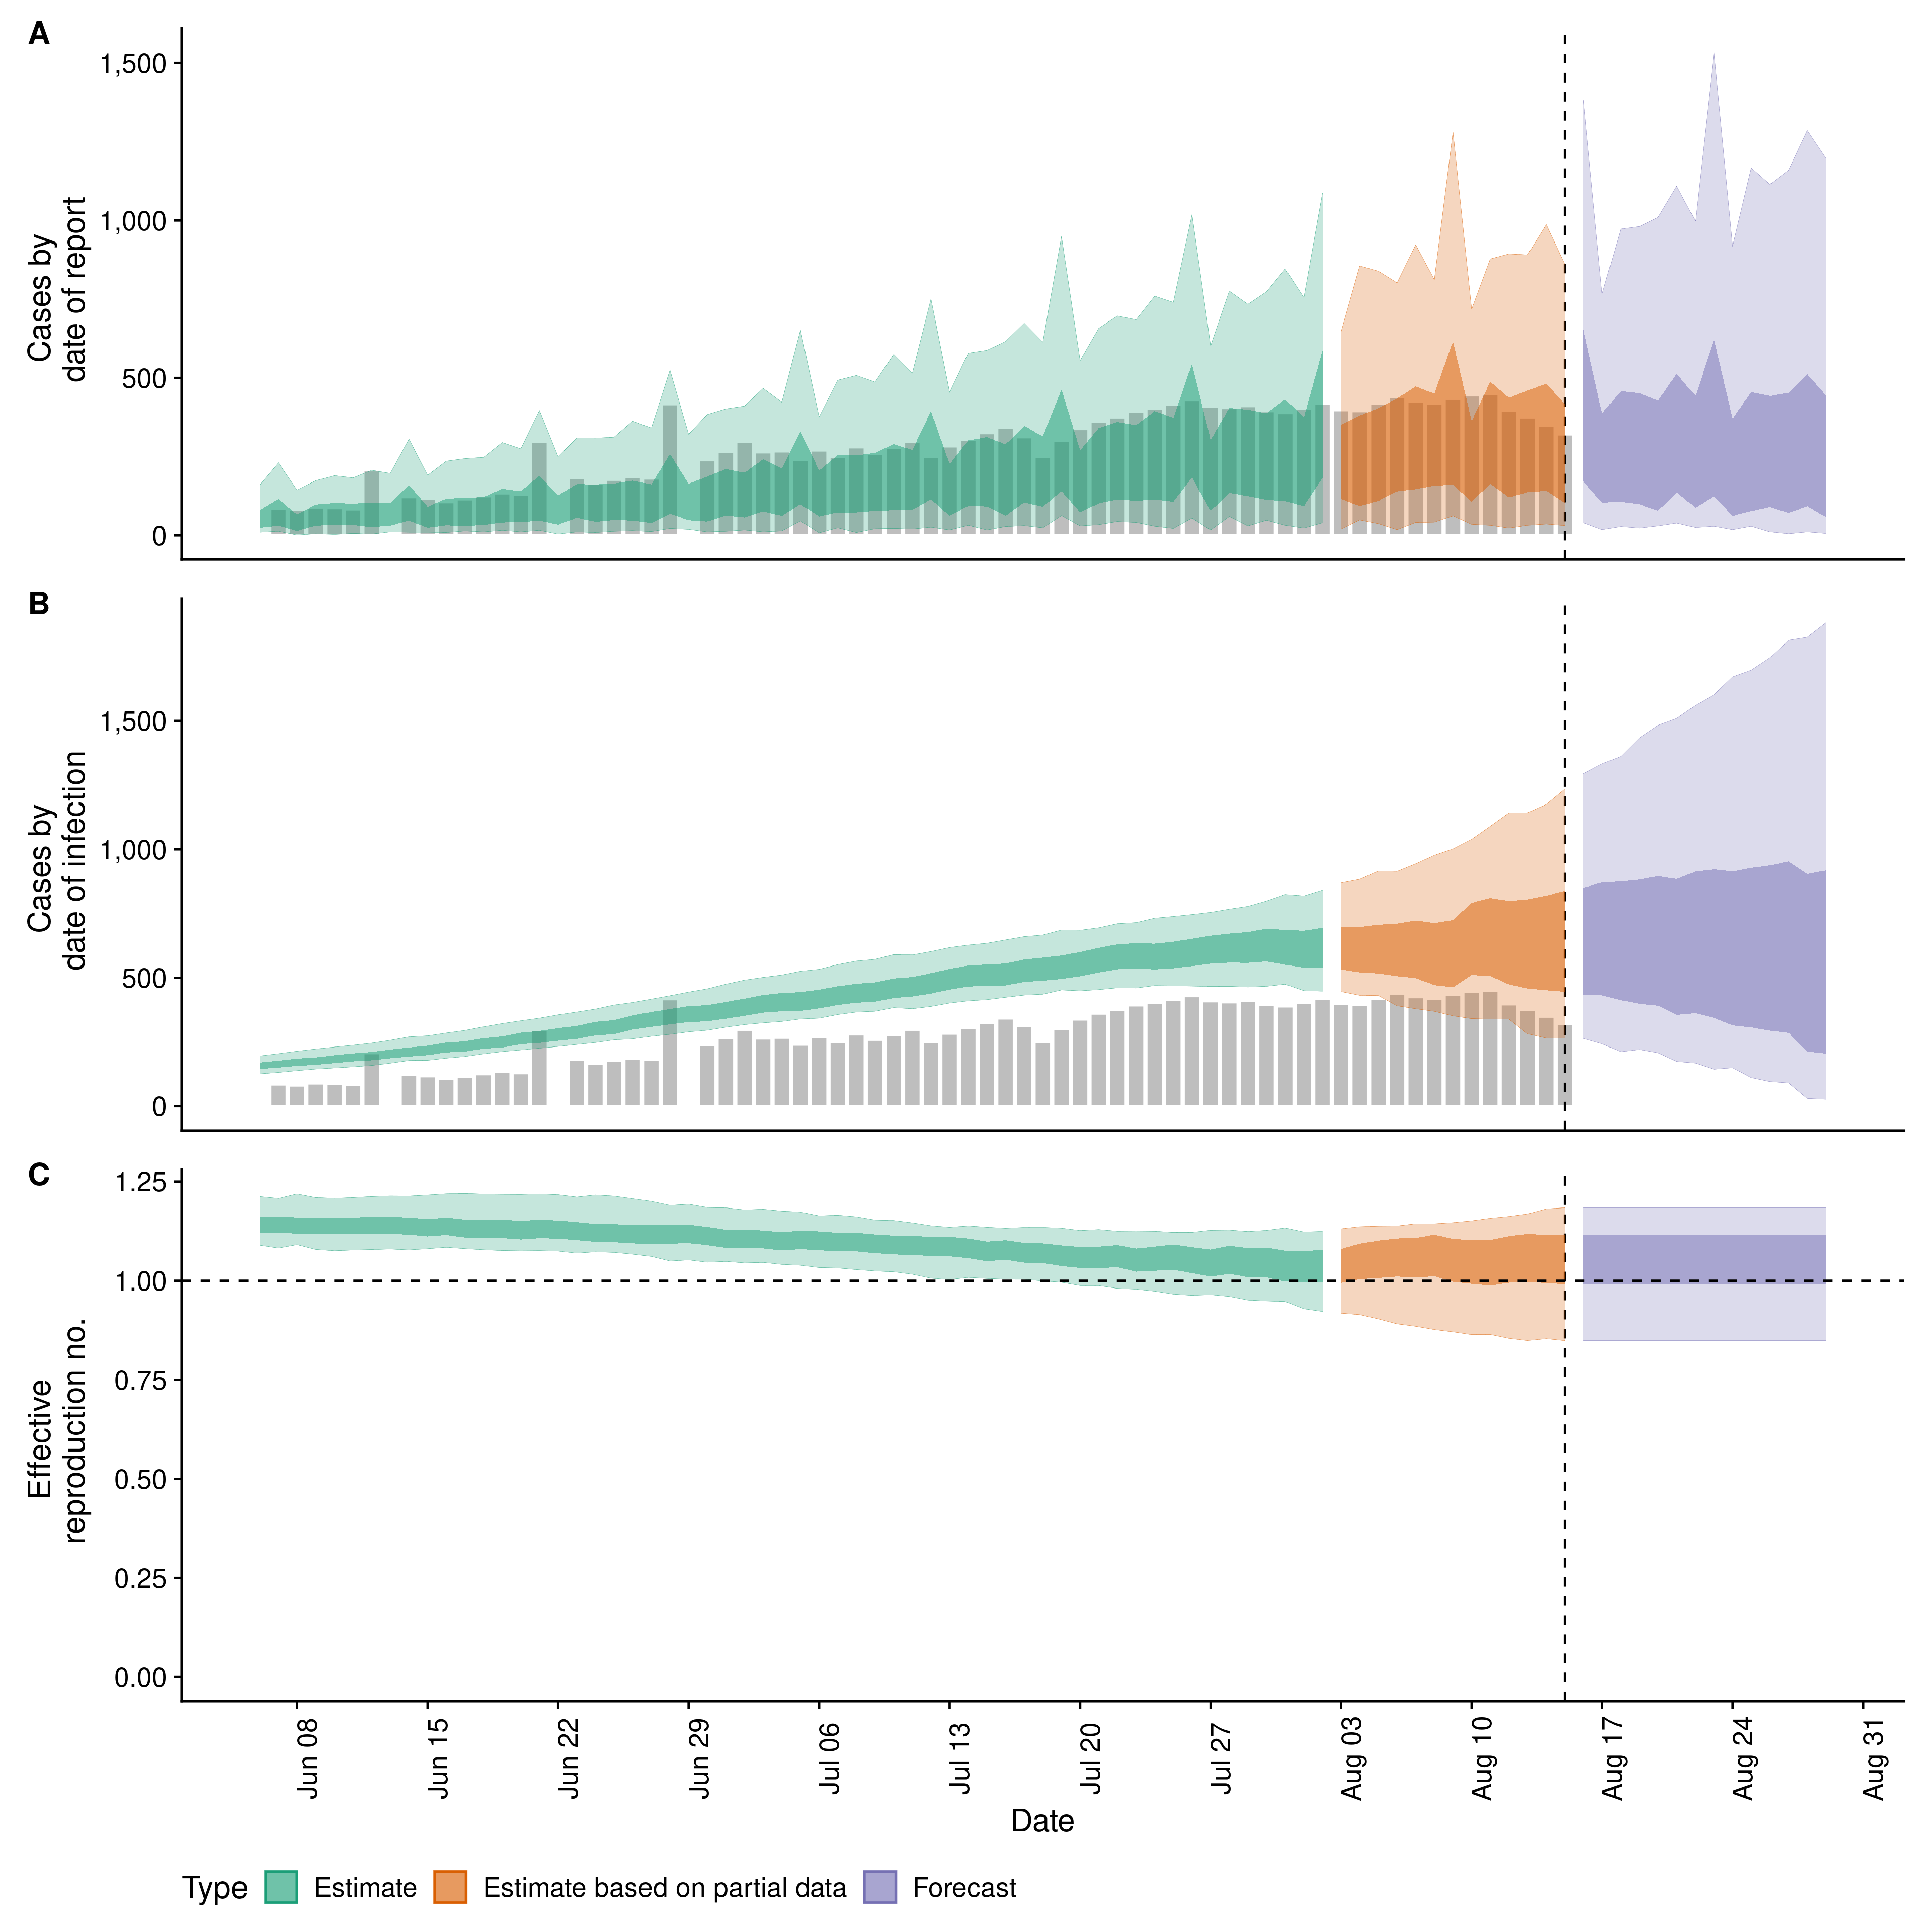 A
1,500
1,000
500
0
Cases by
date of report
B
1,500
1,000
500
0
Cases by
date of infection
C
1.25
1.00
0.75
0.50
0.25
0.00
Effective
reproduction no.
Jun 08
Jun 15
Jun 22
Jun 29
Jul 06
Jul 13
Jul 20
Jul 27
Aug 03
Aug 10
Aug 17
Aug 24
Aug 31
Date
Type Estimate Estimate based on partial data Forecast